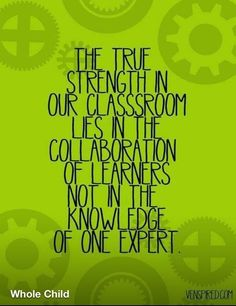 THE TRUE
STRENGTH IN
OUR CLASSSROOM
LIES IN THE
COLLABORATION
OF LEARNERS
NOT IN THE
KNOWLEDGE
OF ONE EXPERT.
Whole Child
VENSPIRED.COM